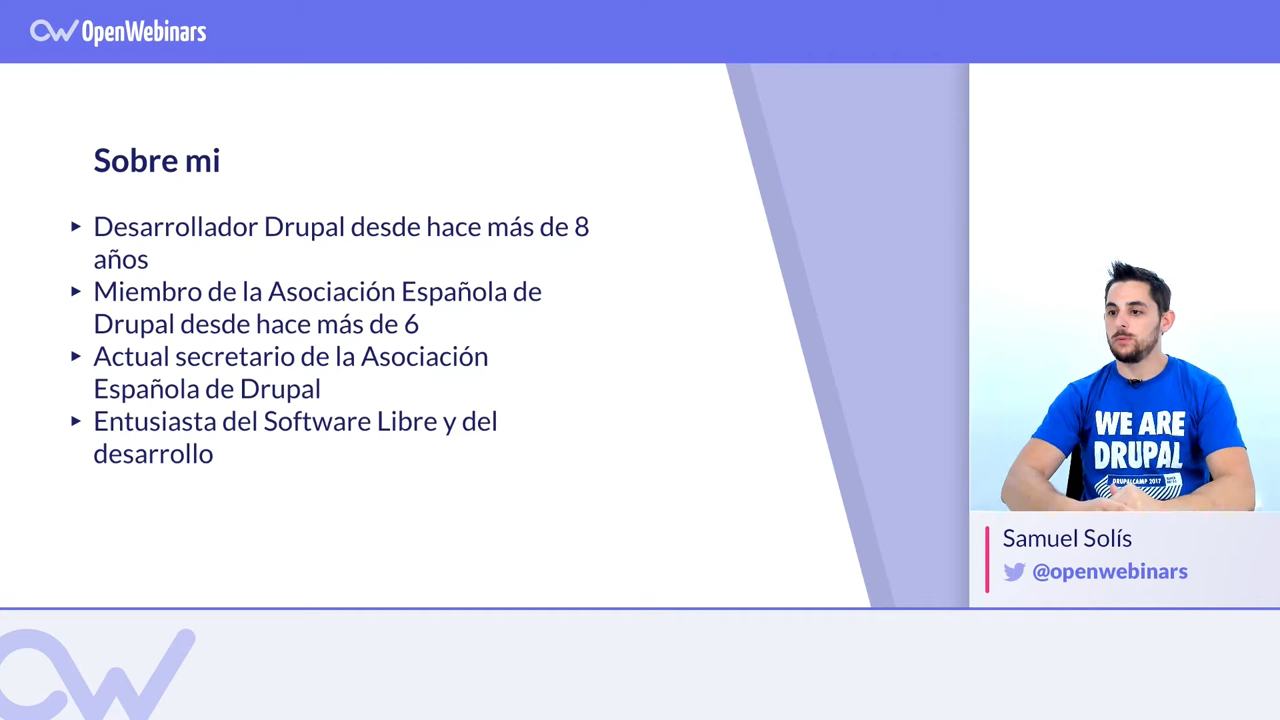 OpenWebinars
Sobre mi
Desarrollador Drupal desde hace más de 8
años
Miembro de la Asociación Española de
Drupal desde hace más de 6
Actual secretario de la Asociación
Española de Drupal
Entusiasta del Software Libre y del
desarrollo
WE ARE
DRUPAL
DRUPALCAMP 2017
Samuel Solís
@openwebinars